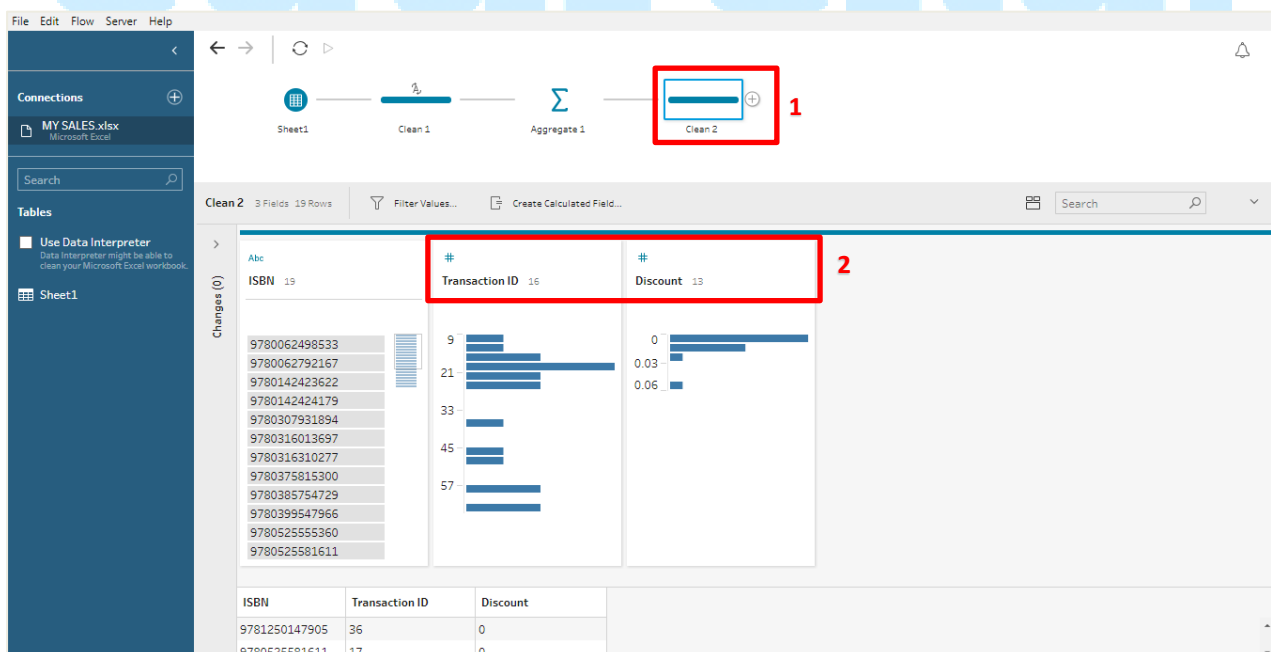 File Edit Flow Server Help
Connections
MY SALES.xlsx
Microsoft Excel
Search
Tables
Use Data Interpreter
Data Interpreter might be able to
clean your Microsoft Excel workbook.
Sheet1
Sheet1
Clean 1
Aggregate 1
Clean 2
1
Clean 2 3 Fields 19 Rows Filter Values... Create Calculated Field... Search
Changes (0)
Abc
ISBN 19
9780062498533
9780062792167
9780142423622
9780142424179
9780307931894
9780316013697
9780316310277
9780375815300
9780385754729
9780399547966
9780525555360
9780525581611
#
Transaction ID 16
9
21
33
45
57
#
Discount 13
0
0.03
0.06
2
ISBN Transaction ID Discount
9781250147905 36 0
9780525581611 17 0